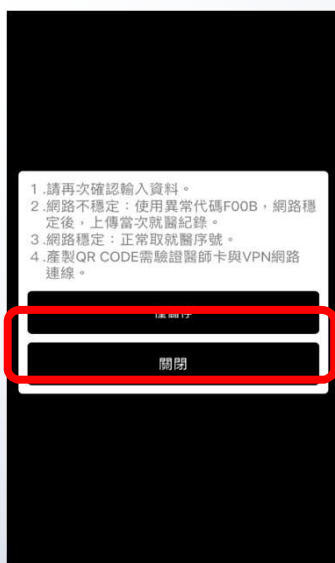 1.請再次確認輸入資料。
2.網路不穩定：使用異常代碼F00B，網路穩
定後，上傳當次就醫紀錄。
3.網路穩定：正常取就醫序號。
4.產製QR CODE需驗證醫師卡與VPN網路
連線。
僅儲存
關閉